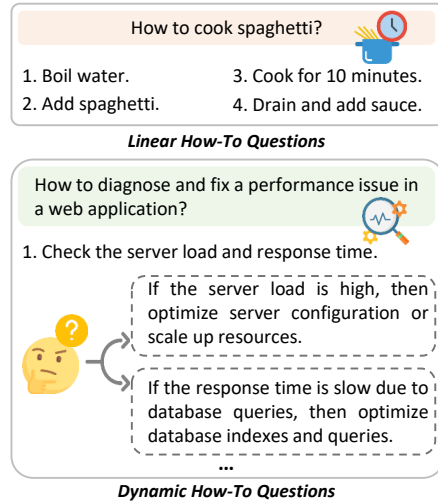 How to cook spaghetti?
1. Boil water.
2. Add spaghetti.
3. Cook for 10 minutes.
4. Drain and add sauce.
Linear How-To Questions
How to diagnose and fix a performance issue in
a web application?
1. Check the server load and response time.
If the server load is high, then
optimize server configuration or
scale up resources.
?
If the response time is slow due to
database queries, then optimize
database indexes and queries.
...
Dynamic How-To Questions